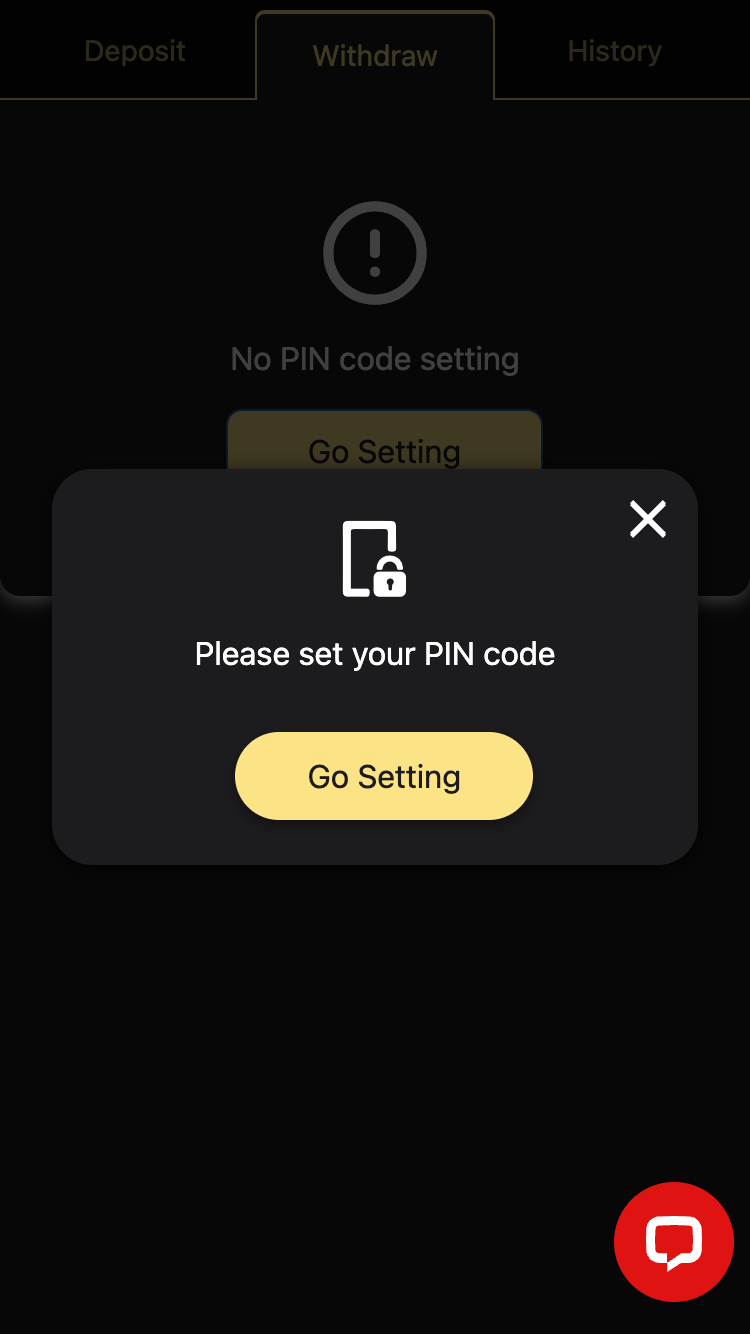 Deposit
Withdraw
History
No PIN code setting
Go Setting
Please set your PIN code
Go Setting